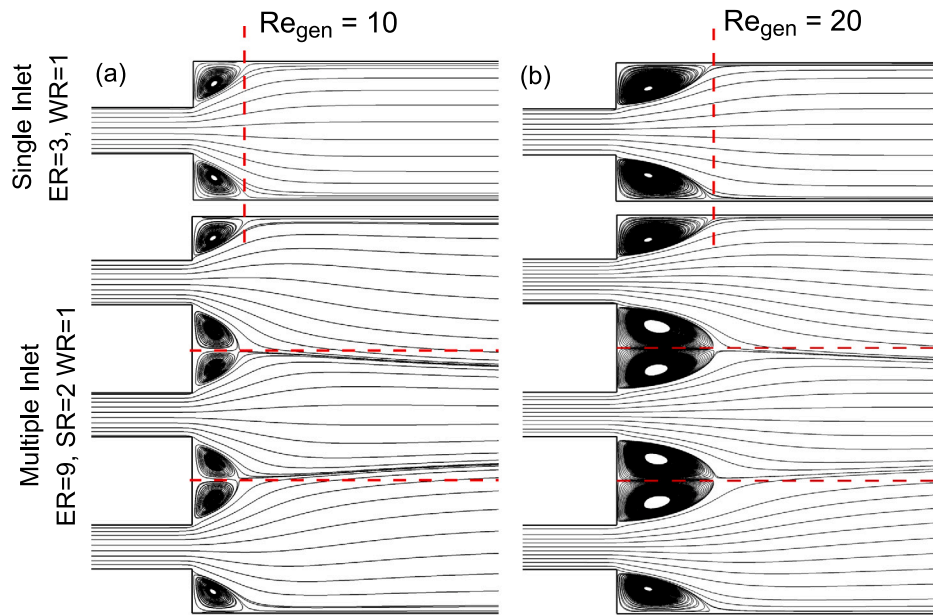 Re_gen = 10
Re_gen = 20
(a)
(b)
Single Inlet
ER=3, WR=1
Multiple Inlet
ER=9, SR=2 WR=1